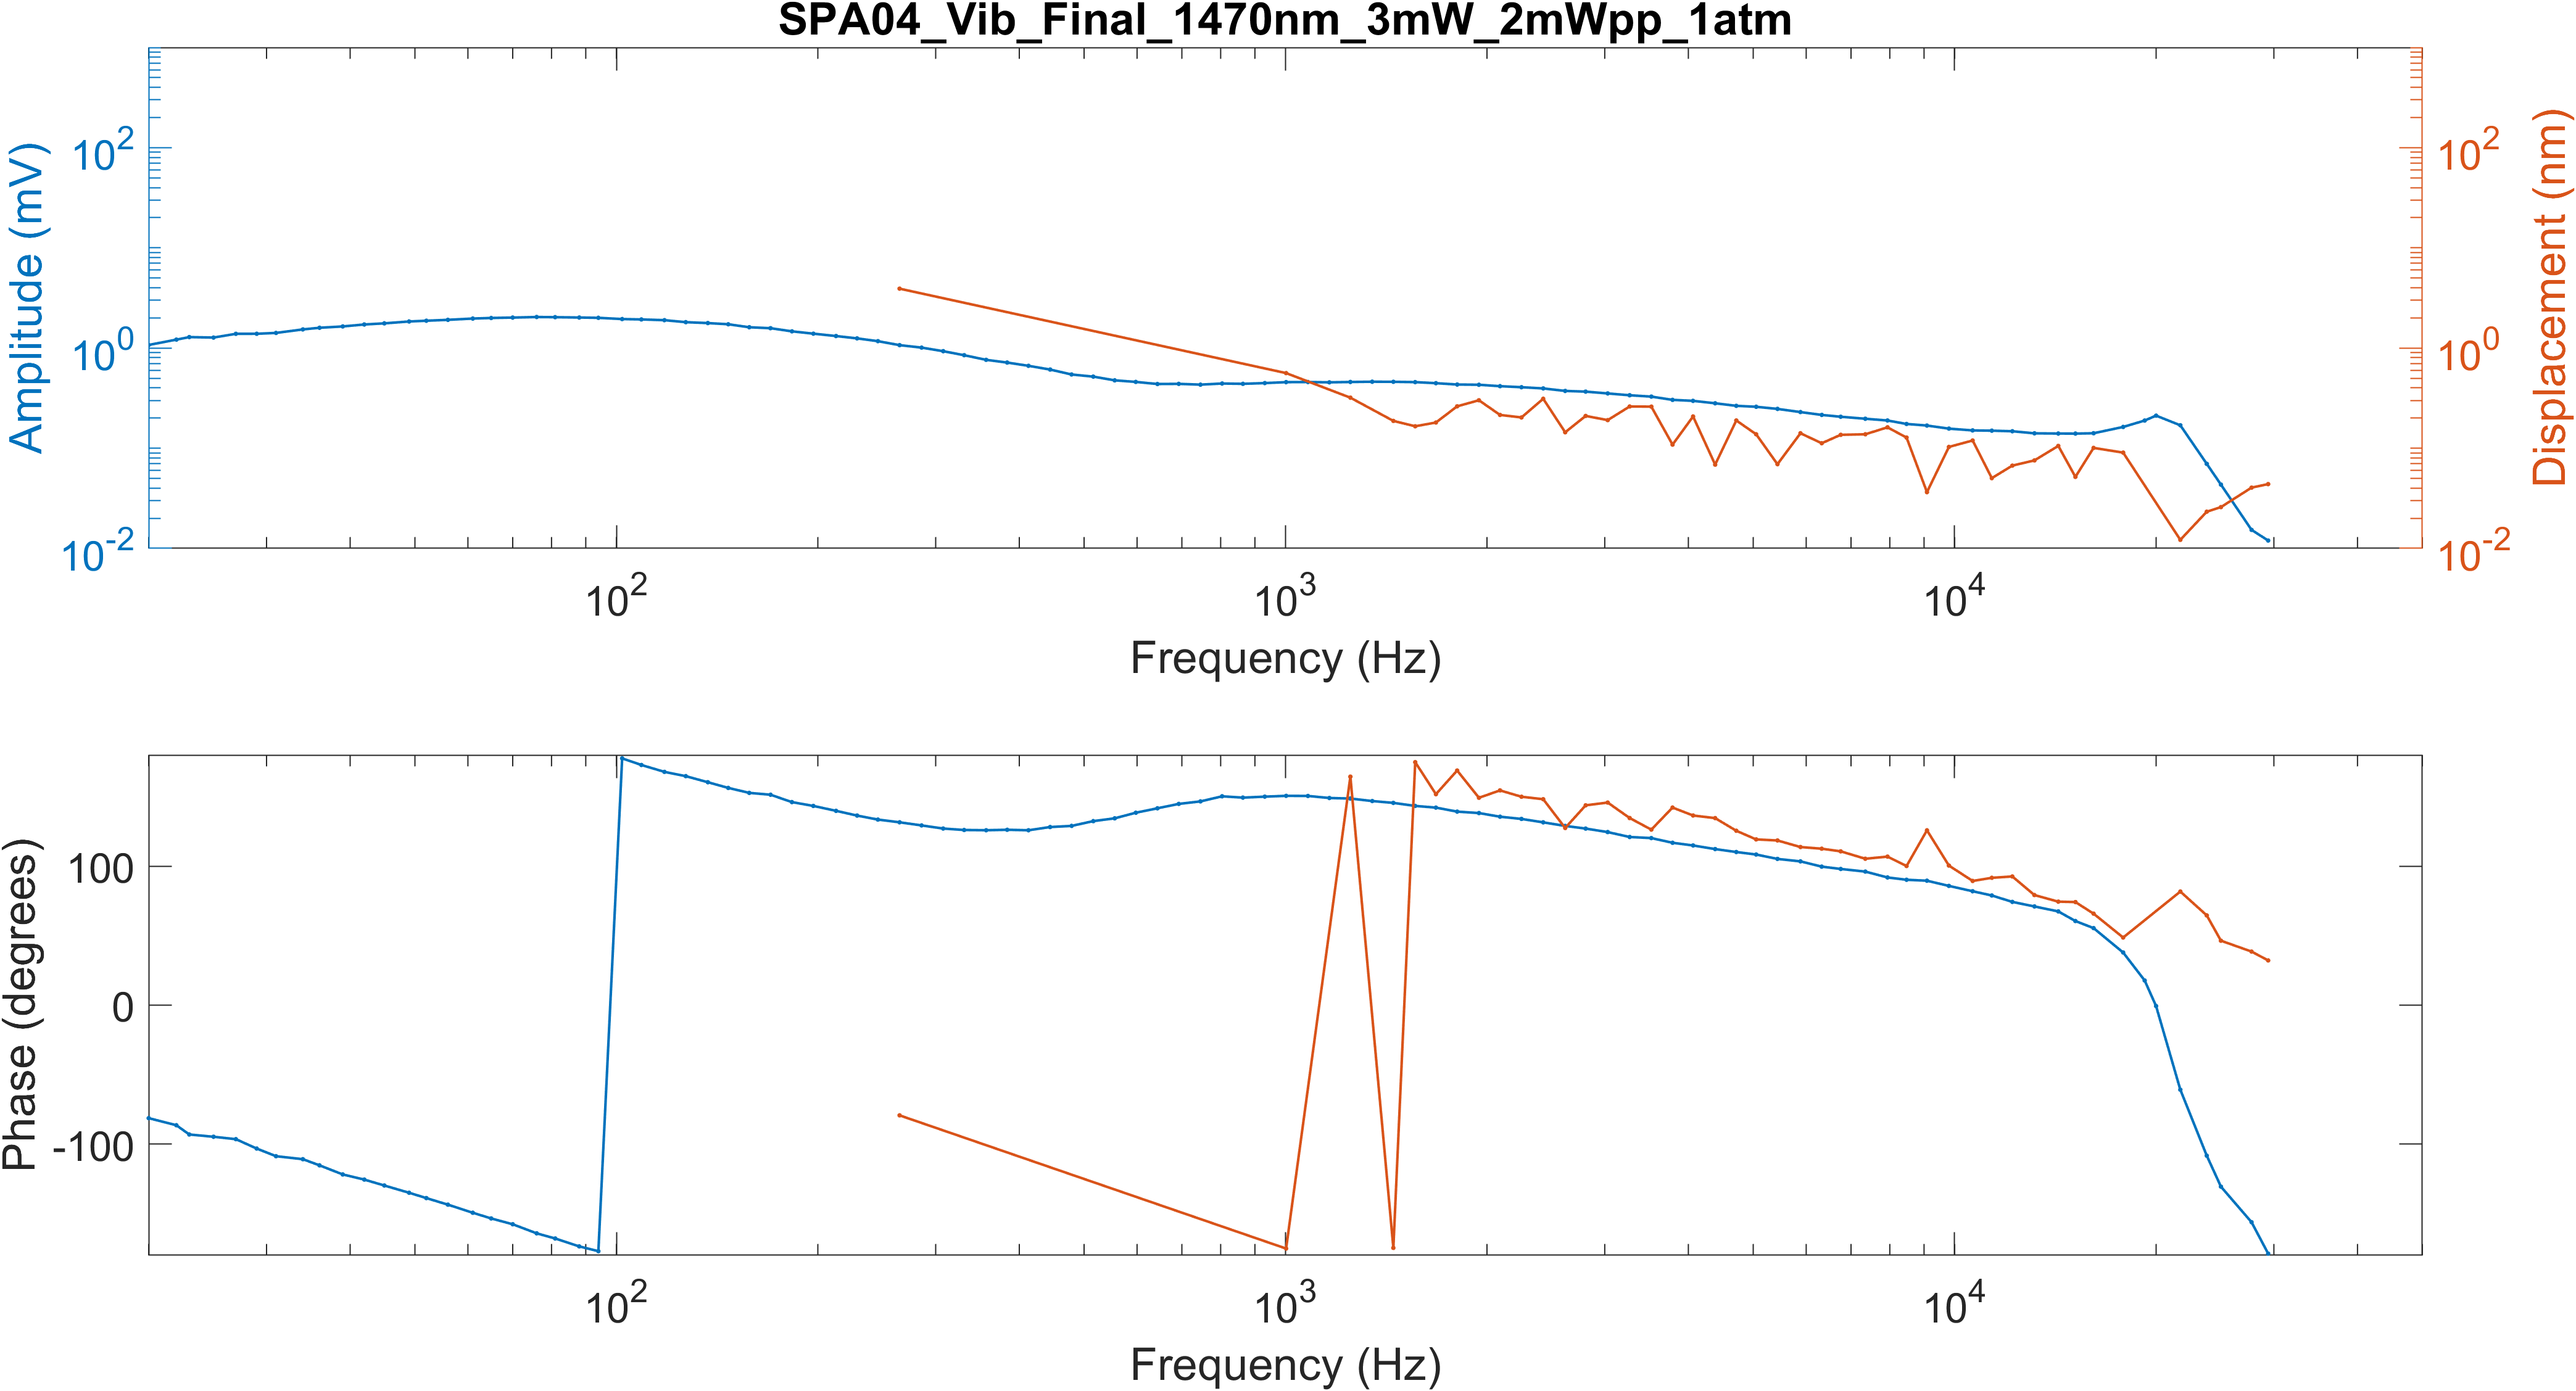 SPA04_Vib_Final_1470nm_3mW_2mWpp_1atm
Amplitude (mV)
10^2
10^0
10^-2
Displacement (nm)
10^2
10^0
10^-2
10^2
10^3
10^4
Frequency (Hz)
Phase (degrees)
100
0
-100
10^2
10^3
10^4
Frequency (Hz)